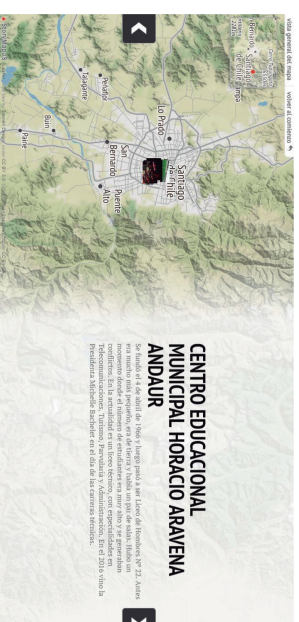 vista general del mapa volver al comienzo
Santiago
de Chile
Lo Prado
San
Bernardo
Puente
Alto
Peñaflor
Talagante
Buin
Paine
CENTRO EDUCACIONAL
MUNICIPAL HORACIO ARAVENA
ANDAUR
Se fundó el 4 de abril de 1966 y luego pasó a ser Liceo de Hombres N° 22. Antes
era mucho más pequeño, era de tierra y había un par de salas. Hubo un
momento donde el número de estudiantes era muy alto y se generaban
conflictos. En la actualidad es un liceo técnico, con especialidades en
Telecomunicaciones, Turismo, Parvularia y Administración. En el 2016 vino la
Presidenta Michelle Bachelet en el día de las carreras técnicas.